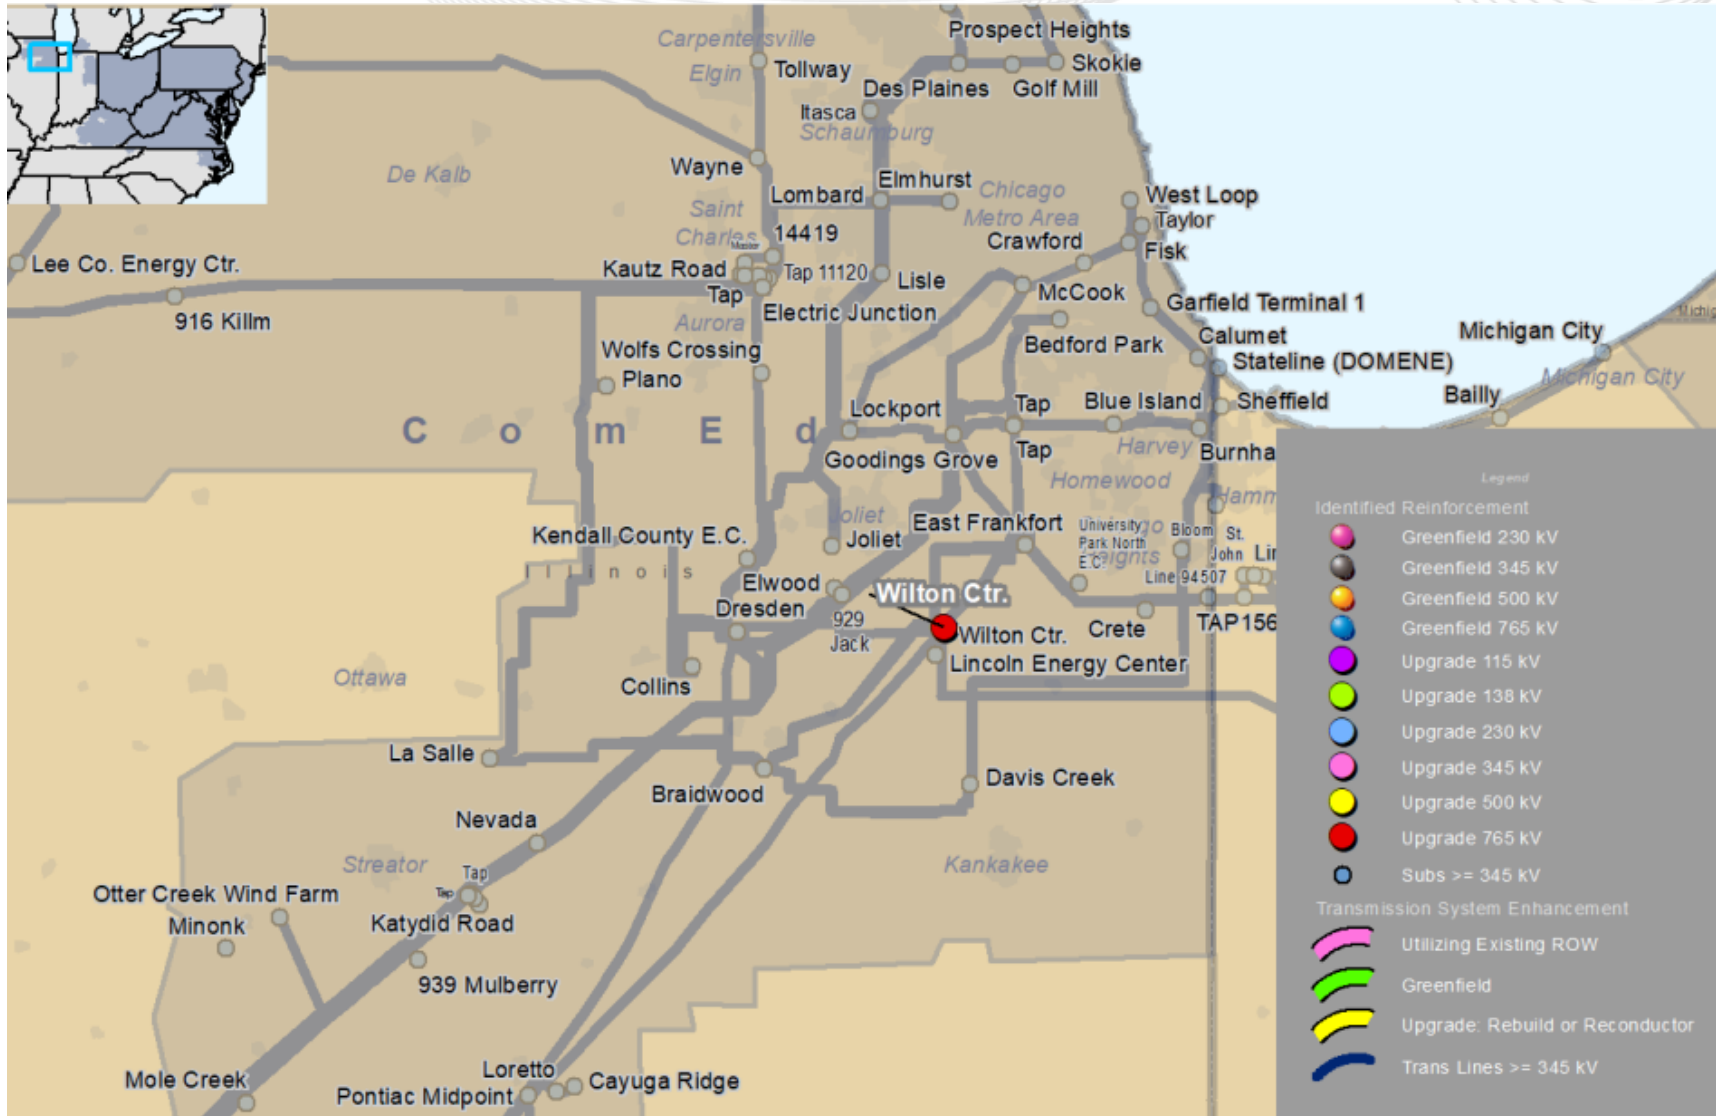 Carpentersville
Prospect Heights
Elgin
Tollway
Skokie
Des Plaines
Golf Mill
Itasca
Schaumburg
Wayne
De Kalb
Elmhurst
Lombard
Chicago
Metro Area
West Loop
Saint
Charles
Taylor
14419
Crawford
Fisk
Lee Co. Energy Ctr.
Kautz Road
Tap 11120
Lisle
Tap
McCook
916 Killm
Electric Junction
Garfield Terminal 1
Aurora
Calumet
Michigan City
Bedford Park
Wolfs Crossing
Stateline (DOMENE)
Plano
Michigan City
Bailly
Lockport
Tap
Blue Island
Sheffield
C o m E d
Goodings Grove
Tap
Harvey
Burnha
Homewood
Joliet
East Frankfort
Hamm
Kendall County E.C.
Joliet
University
Park North
E.C.
Heights
Bloom
St.
John
Illinois
Elwood
Line 94507
Wilton Ctr.
Dresden
929
Jack
Wilton Ctr.
Crete
TAP156
Lincoln Energy Center
Ottawa
Collins
La Salle
Davis Creek
Braidwood
Nevada
Streator
Kankakee
Tap
Tap
Otter Creek Wind Farm
Minonk
Katydid Road
939 Mulberry
Loretto
Mole Creek
Cayuga Ridge
Pontiac Midpoint
Legend
Identified Reinforcement
Greenfield 230 kV
Greenfield 345 kV
Greenfield 500 kV
Greenfield 765 kV
Upgrade 115 kV
Upgrade 138 kV
Upgrade 230 kV
Upgrade 345 kV
Upgrade 500 kV
Upgrade 765 kV
Subs >= 345 kV
Transmission System Enhancement
Utilizing Existing ROW
Greenfield
Upgrade: Rebuild or Reconductor
Trans Lines >= 345 kV